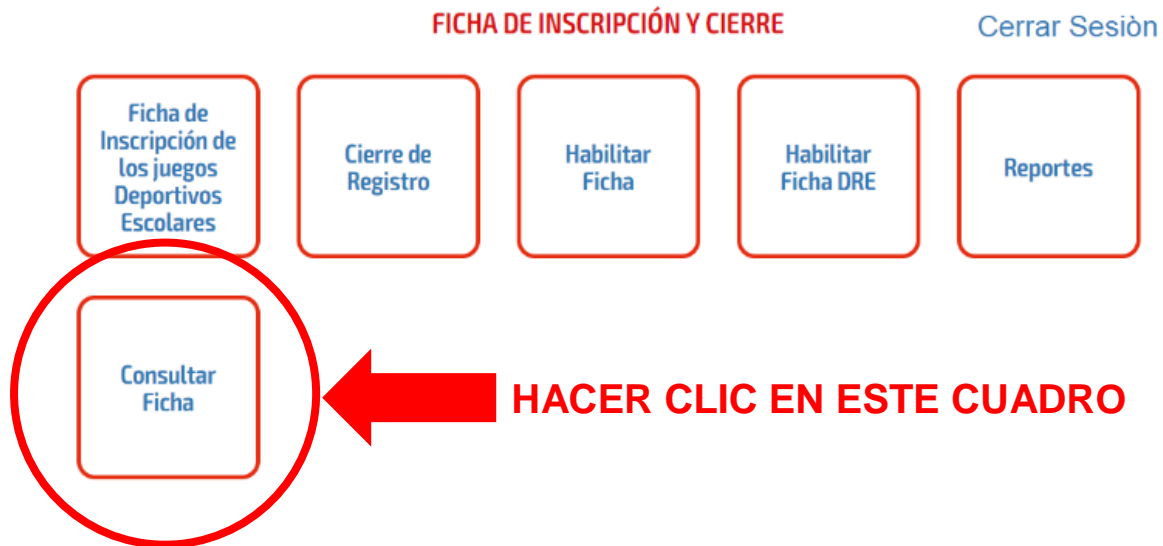 FICHA DE INSCRIPCIÓN Y CIERRE
Cerrar Sesiòn
Ficha de
Inscripción de
los juegos
Deportivos
Escolares
Cierre de
Registro
Habilitar
Ficha
Habilitar
Ficha DRE
Reportes
Consultar
Ficha
HACER CLIC EN ESTE CUADRO